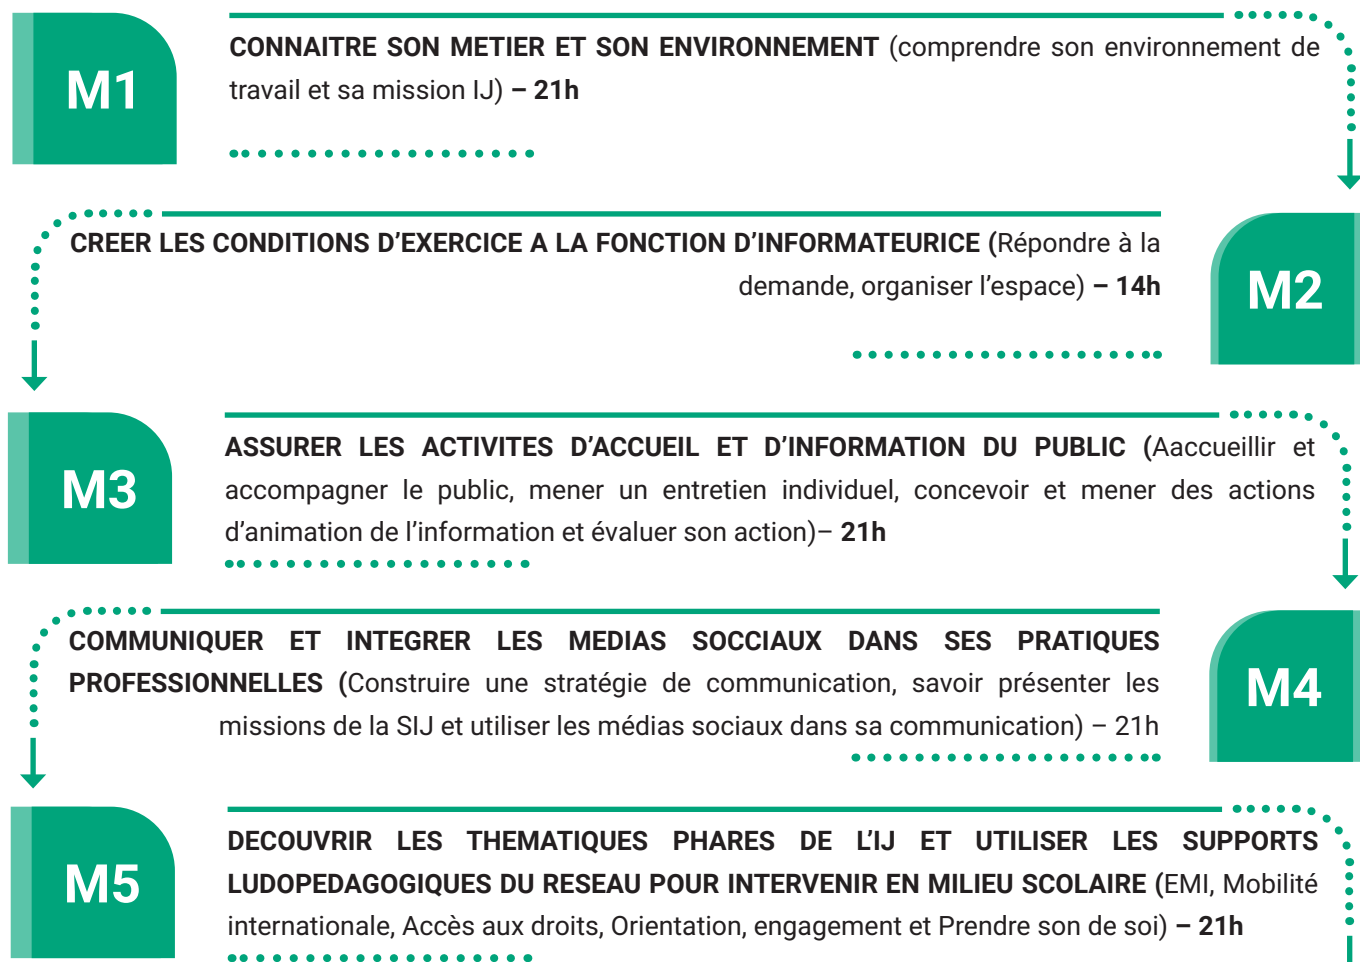 M1
CONNAITRE SON METIER ET SON ENVIRONNEMENT (comprendre son environnement de
travail et sa mission IJ) – 21h
CREER LES CONDITIONS D’EXERCICE A LA FONCTION D’INFORMATEURICE (Répondre à la
demande, organiser l’espace) – 14h
M2
M3
ASSURER LES ACTIVITES D’ACCUEIL ET D’INFORMATION DU PUBLIC (Aaccueillir et
accompagner le public, mener un entretien individuel, concevoir et mener des actions
d’animation de l’information et évaluer son action)– 21h
COMMUNIQUER ET INTEGRER LES MEDIAS SOCCIAUX DANS SES PRATIQUES
PROFESSIONNELLES (Construire une stratégie de communication, savoir présenter les
missions de la SIJ et utiliser les médias sociaux dans sa communication) – 21h
M4
M5
DECOUVRIR LES THEMATIQUES PHARES DE L’IJ ET UTILISER LES SUPPORTS
LUDOPEDAGOGIQUES DU RESEAU POUR INTERVENIR EN MILIEU SCOLAIRE (EMI, Mobilité
internationale, Accès aux droits, Orientation, engagement et Prendre son de soi) – 21h